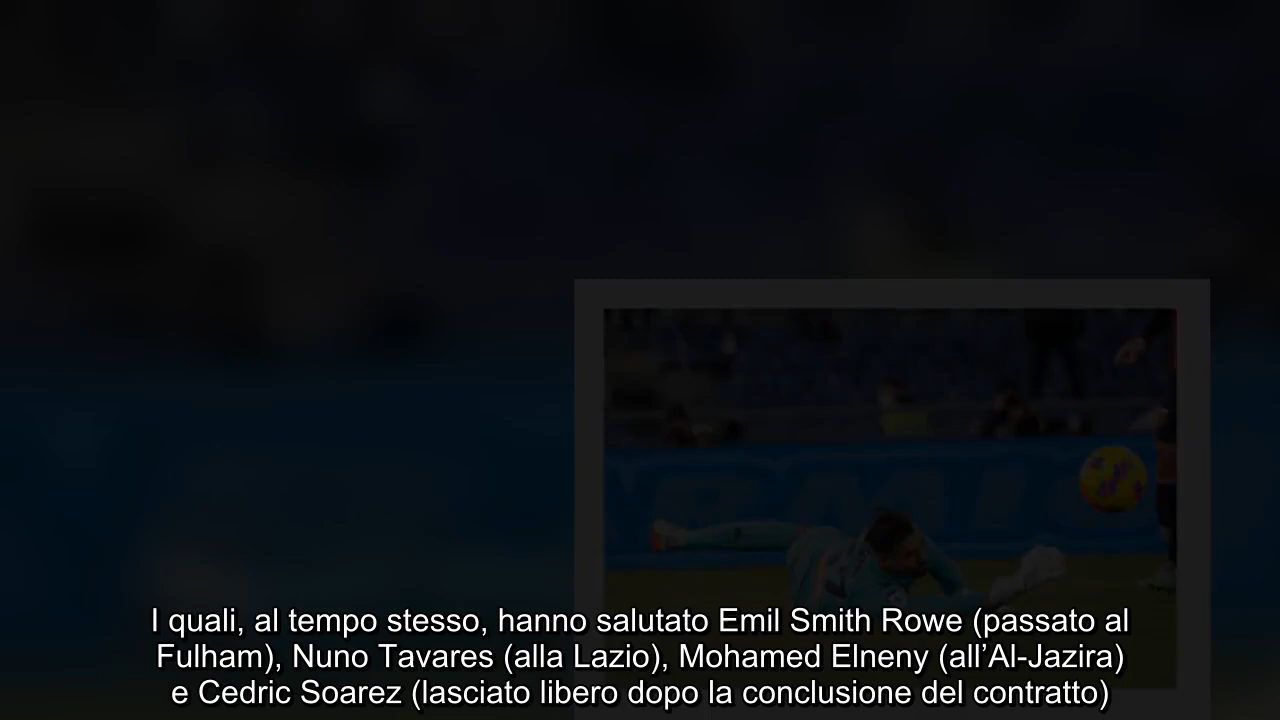 I quali, al tempo stesso, hanno salutato Emil Smith Rowe (passato al
Fulham), Nuno Tavares (alla Lazio), Mohamed Elneny (all’Al-Jazira)
e Cedric Soarez (lasciato libero dopo la conclusione del contratto)